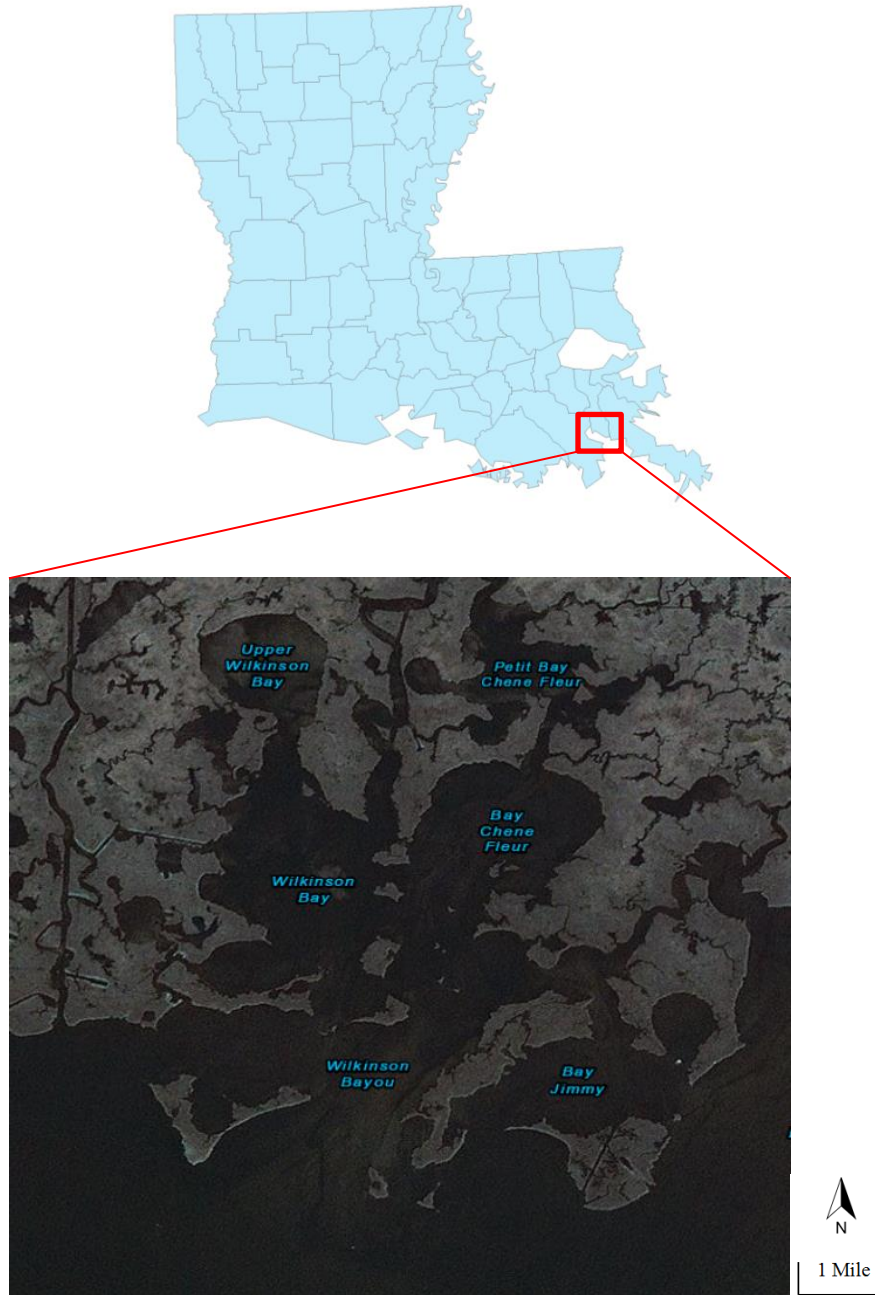 Upper
Wilkinson
Bay
Petit Bay
Chene Fleur
Bay
Chene
Fleur
Wilkinson
Bay
Wilkinson
Bayou
Bay
Jimmy
N
1 Mile